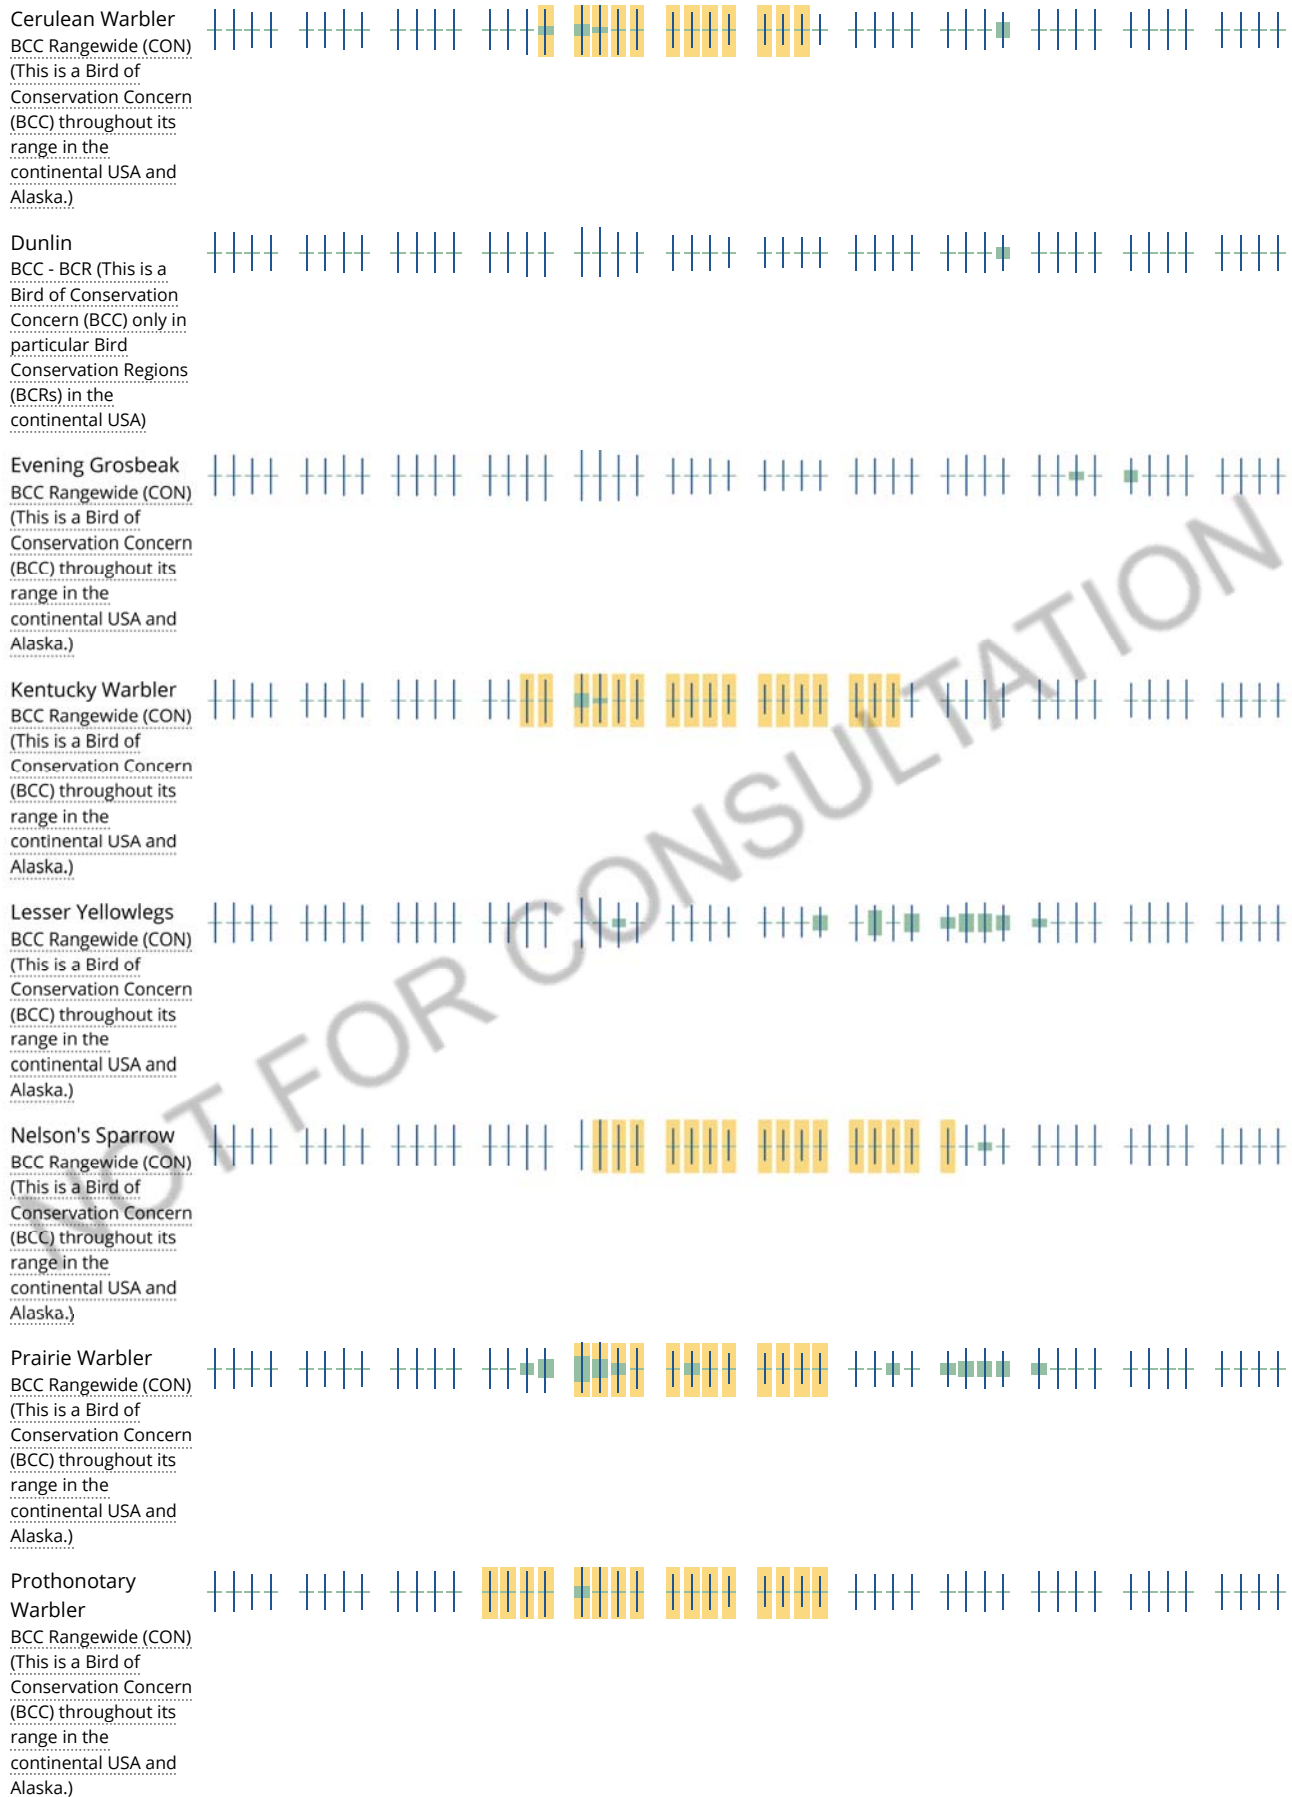 Cerulean Warbler
BCC Rangewide (CON)
(This is a Bird of
Conservation Concern
(BCC) throughout its
range in the
continental USA and
Alaska.)
Dunlin
BCC - BCR (This is a
Bird of Conservation
Concern (BCC) only in
particular Bird
Conservation Regions
(BCRs) in the
continental USA)
Evening Grosbeak
BCC Rangewide (CON)
(This is a Bird of
Conservation Concern
(BCC) throughout its
range in the
continental USA and
Alaska.)
Kentucky Warbler
BCC Rangewide (CON)
(This is a Bird of
Conservation Concern
(BCC) throughout its
range in the
continental USA and
Alaska.)
Lesser Yellowlegs
BCC Rangewide (CON)
(This is a Bird of
Conservation Concern
(BCC) throughout its
range in the
continental USA and
Alaska.)
Nelson's Sparrow
BCC Rangewide (CON)
(This is a Bird of
Conservation Concern
(BCC) throughout its
range in the
continental USA and
Alaska.)
Prairie Warbler
BCC Rangewide (CON)
(This is a Bird of
Conservation Concern
(BCC) throughout its
range in the
continental USA and
Alaska.)
Prothonotary
Warbler
BCC Rangewide (CON)
(This is a Bird of
Conservation Concern
(BCC) throughout its
range in the
continental USA and
Alaska.)
NOT FOR CONSULTATION